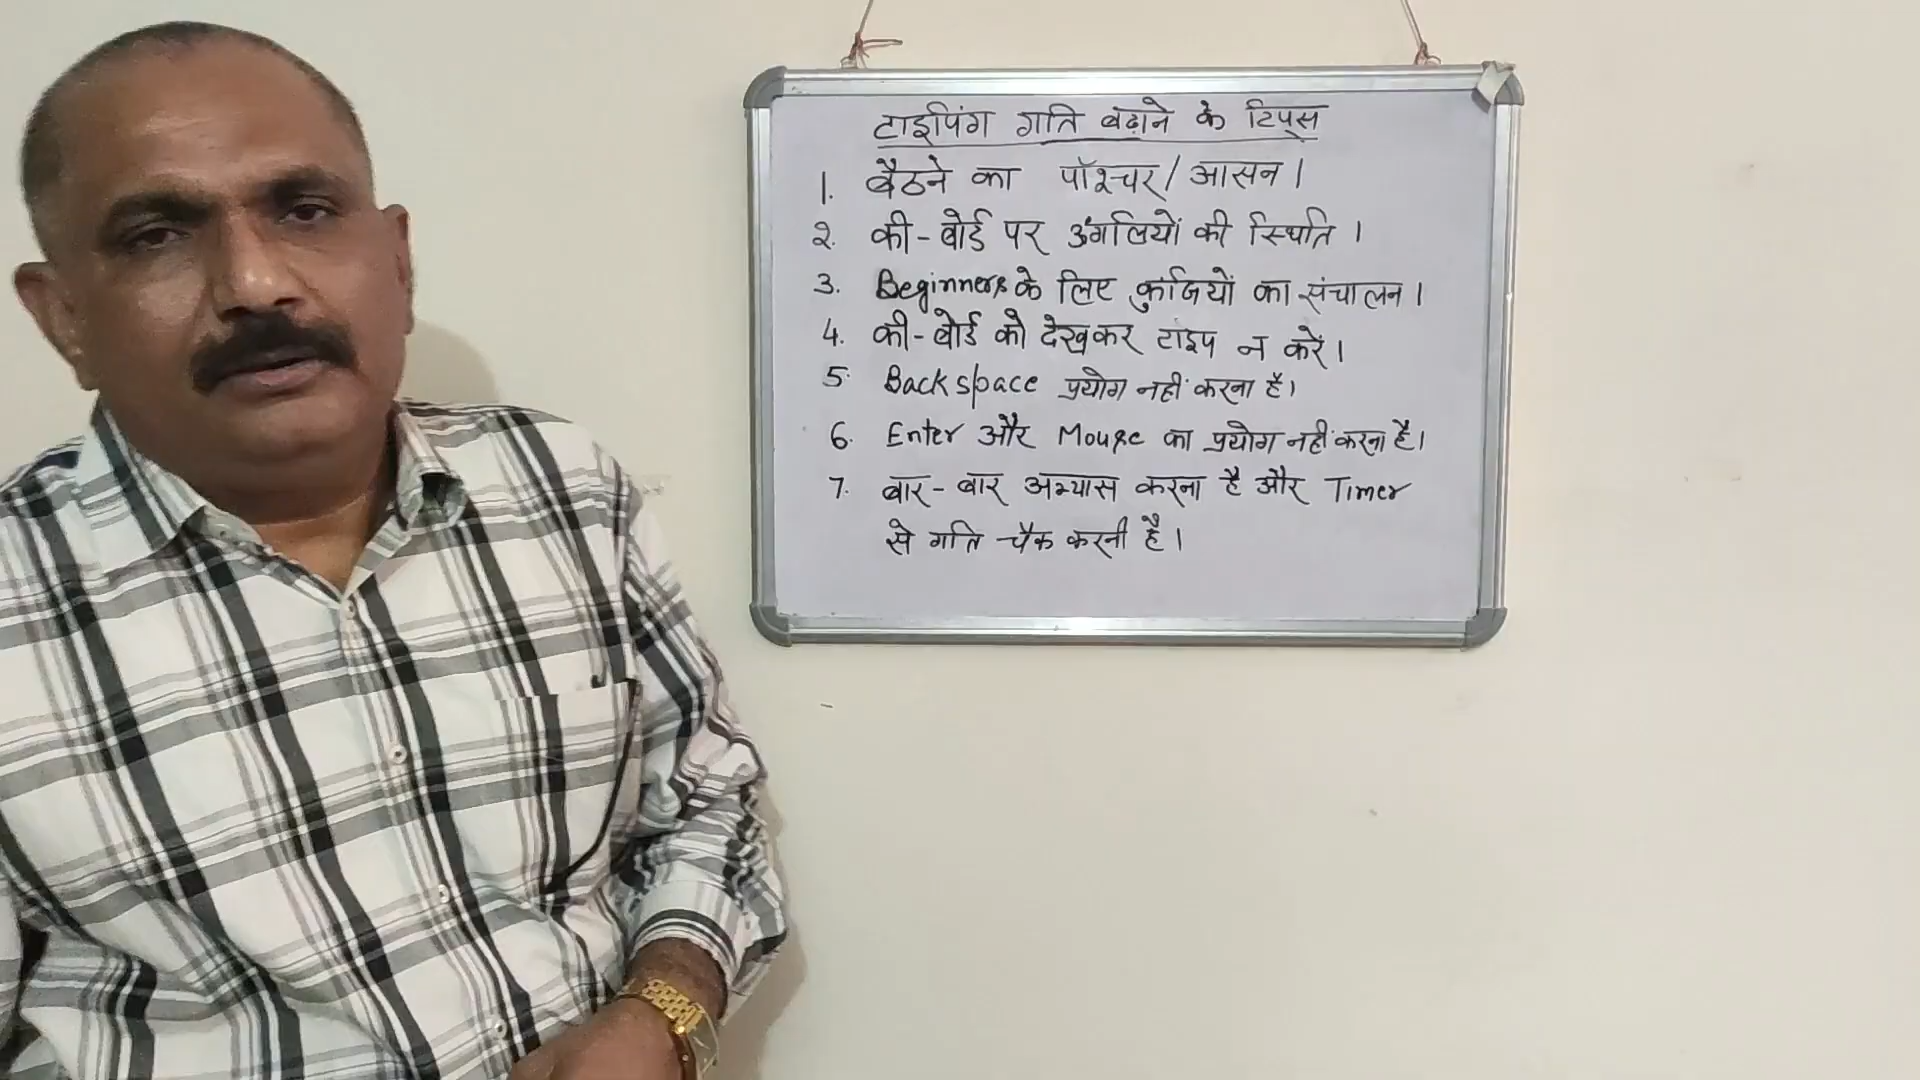 टाइपिंग गति बढ़ाने के टिप्स
1. बैठने का पॉश्चर/आसन।
2. की-बोर्ड पर उंगलियों की स्थिति।
3. Beginners के लिए कुंजियों का संचालन।
4. की-बोर्ड को देखकर टाइप न करें।
5. Backspace प्रयोग नहीं करना है।
6. Enter और Mouse का प्रयोग नहीं करना है।
7. बार-बार अभ्यास करना है और Timer
से गति चैक करनी है।